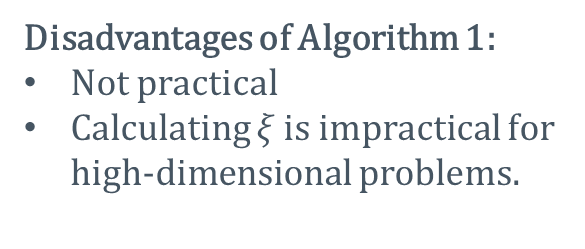 Disadvantages of Algorithm 1:
• Not practical
• Calculating ξ is impractical for
high-dimensional problems.